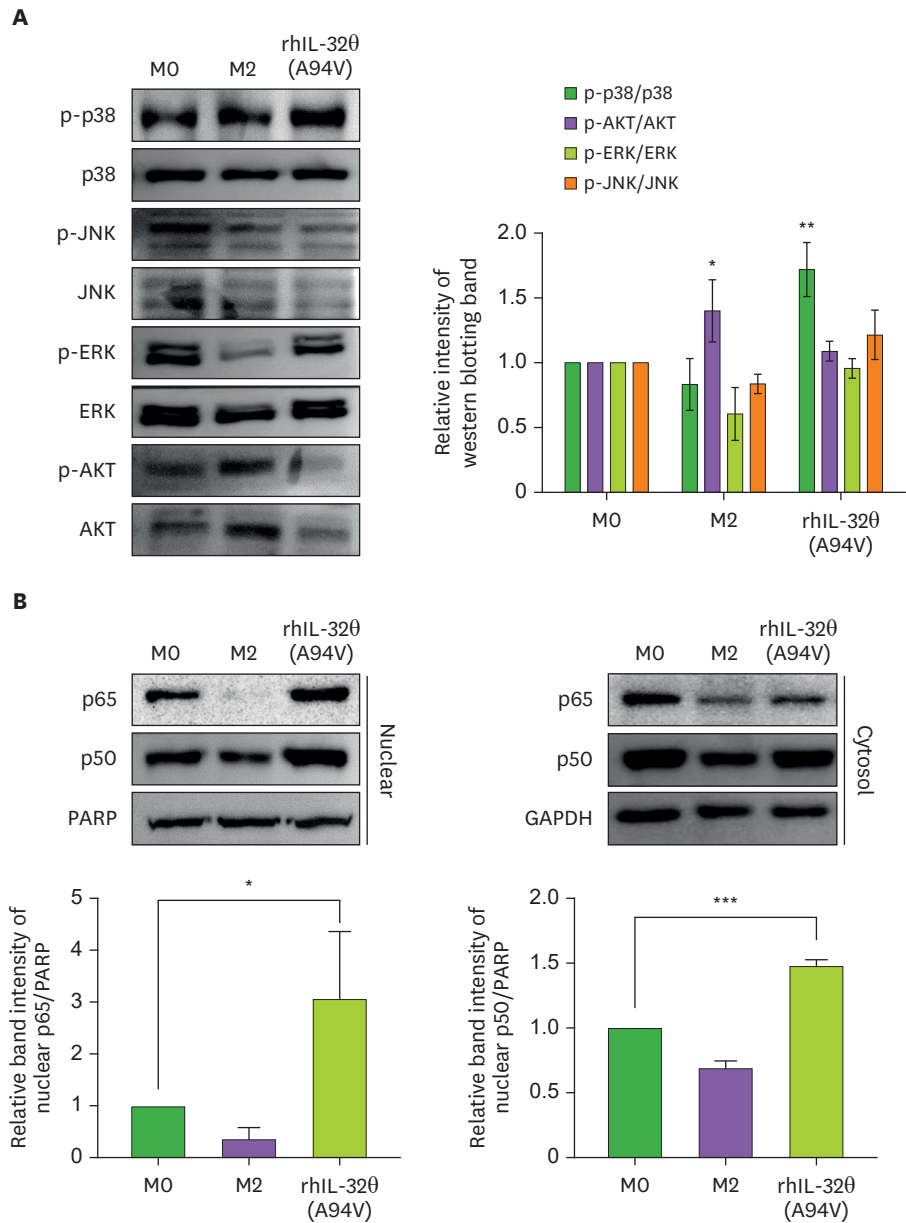 A
M0
M2
rhIL-32θ
(A94V)
p-p38
p38
p-JNK
JNK
p-ERK
ERK
p-AKT
AKT
p-p38/p38
p-AKT/AKT
p-ERK/ERK
p-JNK/JNK
Relative intensity of
western blotting band
2.0
1.5
1.0
0.5
0
*
**
M0
M2
rhIL-32θ
(A94V)
B
M0
M2
rhIL-32θ
(A94V)
p65
p50
PARP
Nuclear
M0
M2
rhIL-32θ
(A94V)
p65
p50
GAPDH
Cytosol
Relative band intensity of
nuclear p65/PARP
5
4
3
2
1
0
*
M0
M2
rhIL-32θ
(A94V)
Relative band intensity of
nuclear p50/PARP
2.0
1.5
1.0
0.5
0
***
M0
M2
rhIL-32θ
(A94V)